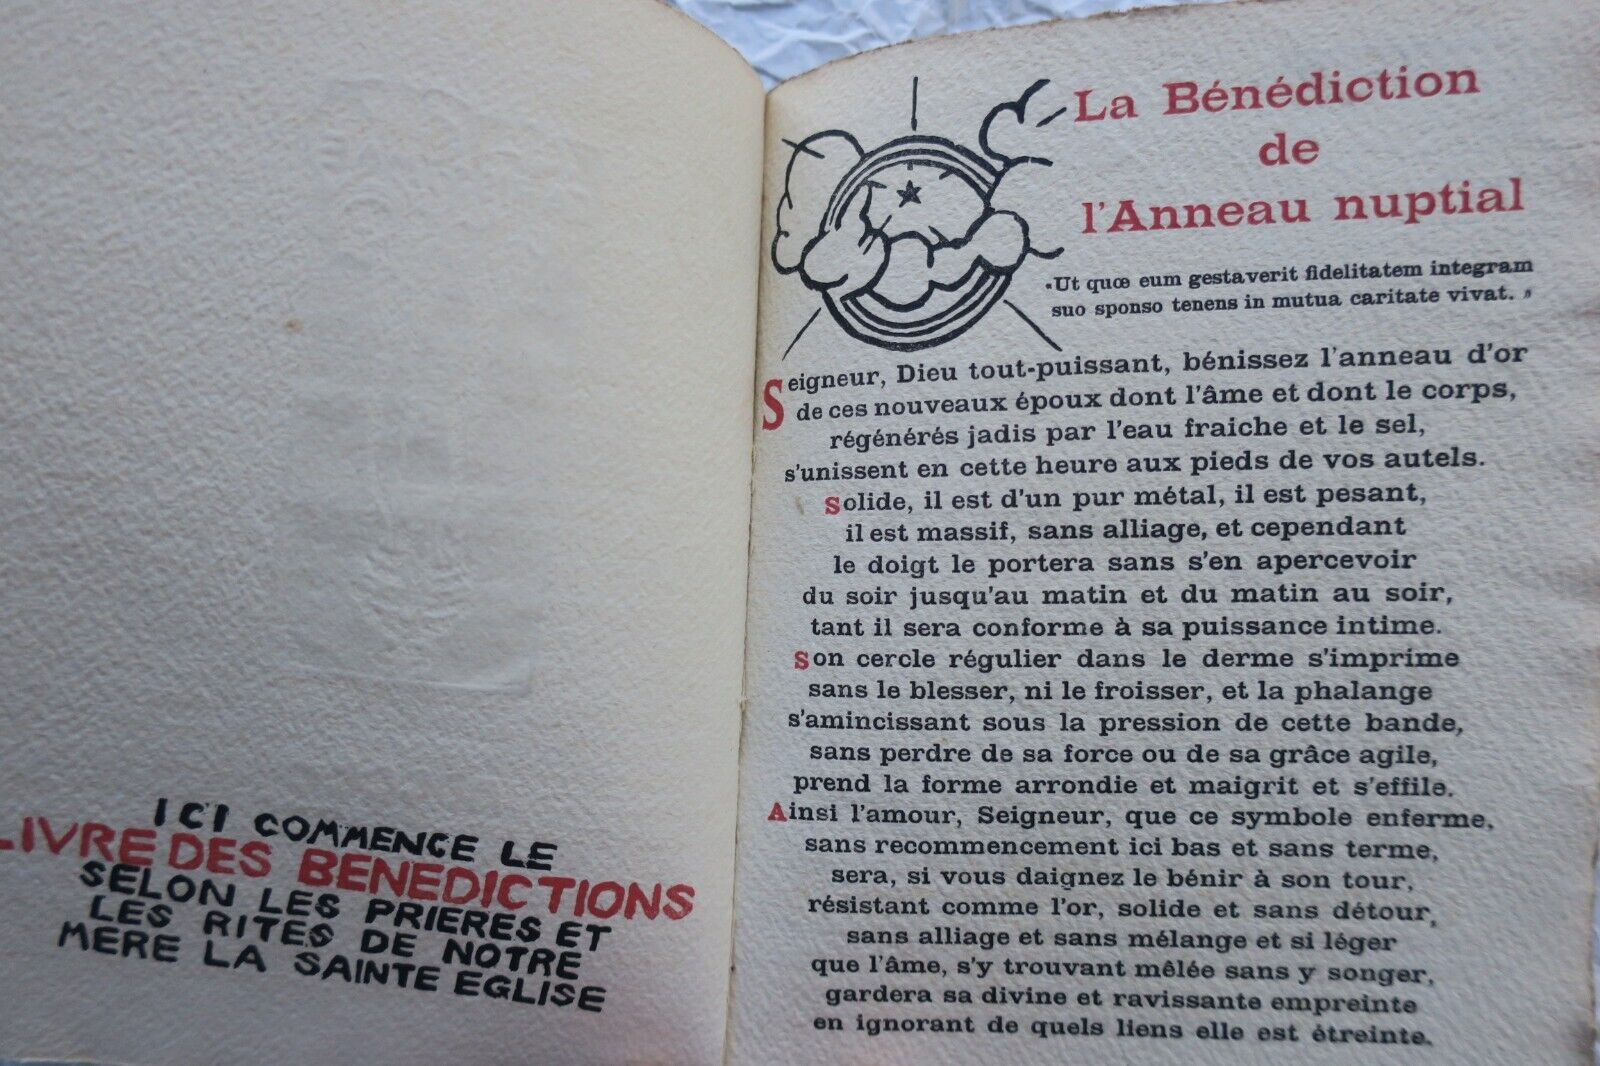 ICI COMMENCE LE
LIVRE DES BENEDICTIONS
SELON LES PRIERES ET
LES RITES DE NOTRE
MERE LA SAINTE EGLISE
La Bénédiction
de
l'Anneau nuptial
«Ut quœ eum gestaverit fidelitatem integram
suo sponso tenens in mutua caritate vivat. »
Seigneur, Dieu tout-puissant, bénissez l'anneau d'or
de ces nouveaux époux dont l'âme et dont le corps,
régénérés jadis par l'eau fraiche et le sel,
s'unissent en cette heure aux pieds de vos autels.
Solide, il est d'un pur métal, il est pesant,
il est massif, sans alliage, et cependant
le doigt le portera sans s'en apercevoir
du soir jusqu'au matin et du matin au soir,
tant il sera conforme à sa puissance intime.
Son cercle régulier dans le derme s'imprime
sans le blesser, ni le froisser, et la phalange
s'amincissant sous la pression de cette bande,
sans perdre de sa force ou de sa grâce agile,
prend la forme arrondie et maigrit et s'effile.
Ainsi l'amour, Seigneur, que ce symbole enferme,
sans recommencement ici bas et sans terme,
sera, si vous daignez le bénir à son tour,
résistant comme l'or, solide et sans détour,
sans alliage et sans mélange et si léger
que l'âme, s'y trouvant mêlée sans y songer,
gardera sa divine et ravissante empreinte
en ignorant de quels liens elle est étreinte.